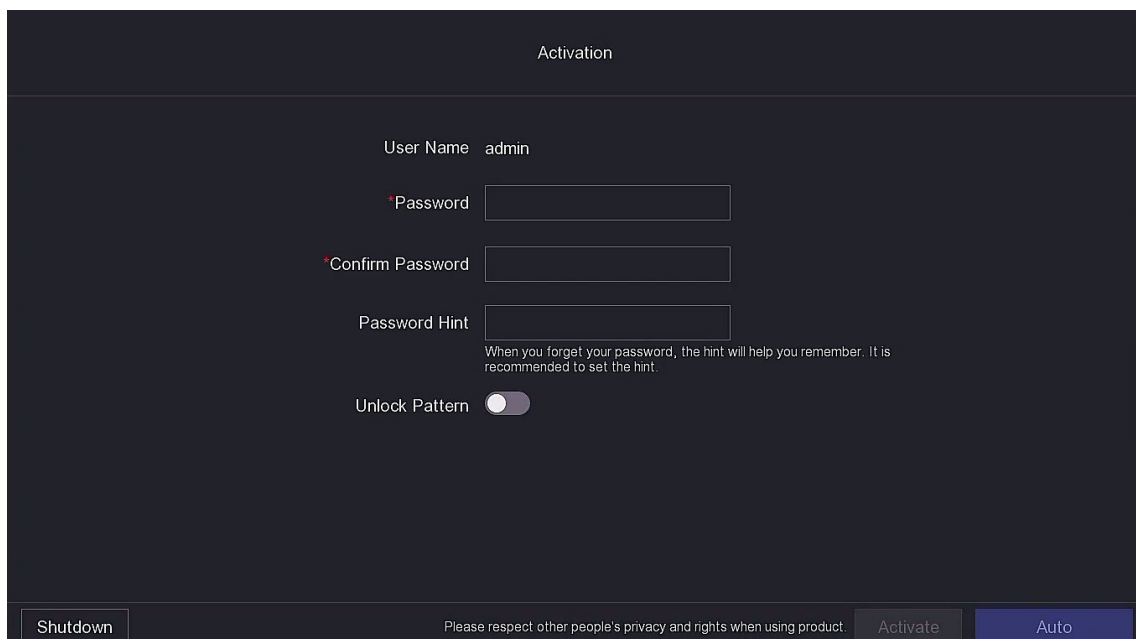 Activation
User Name admin
*Password
*Confirm Password
Password Hint
When you forget your password, the hint will help you remember. It is
recommended to set the hint.
Unlock Pattern
Shutdown Please respect other people's privacy and rights when using product. Activate Auto